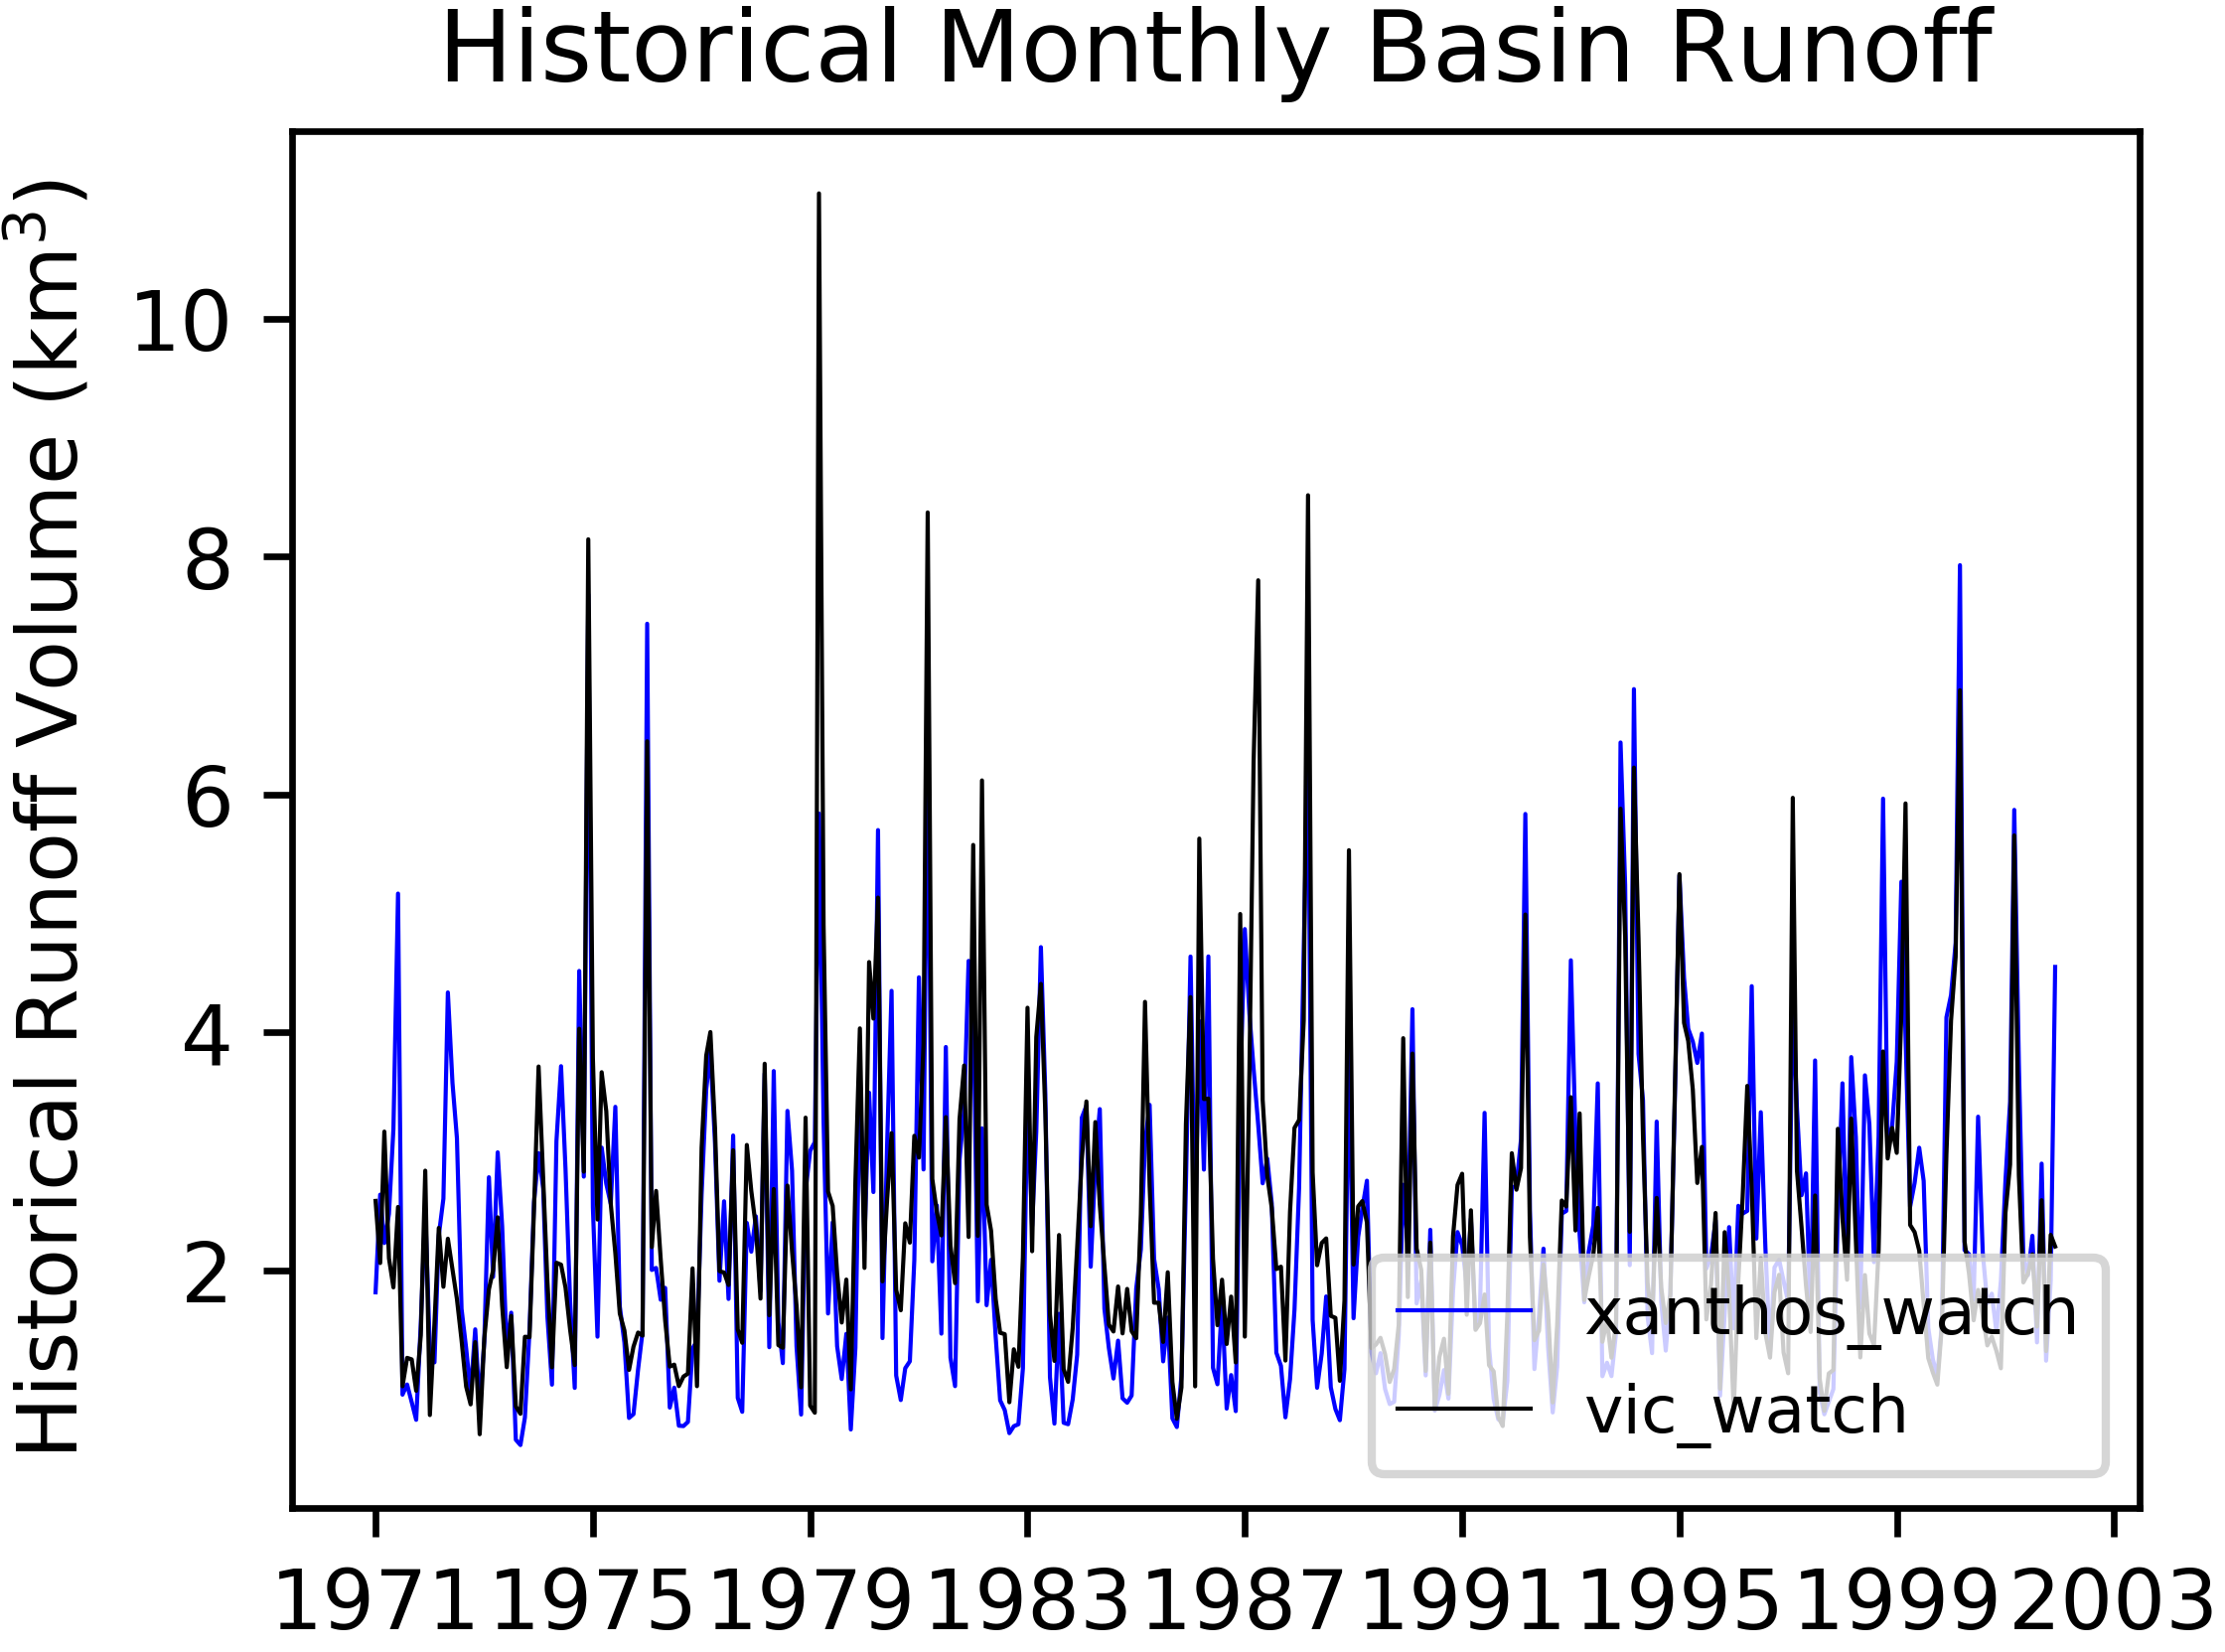 Historical Monthly Basin Runoff
Historical Runoff Volume (km³)
10
8
6
4
2
1971 1975 1979 1983 1987 1991 1995 1999 2003
xanthos_watch
vic_watch